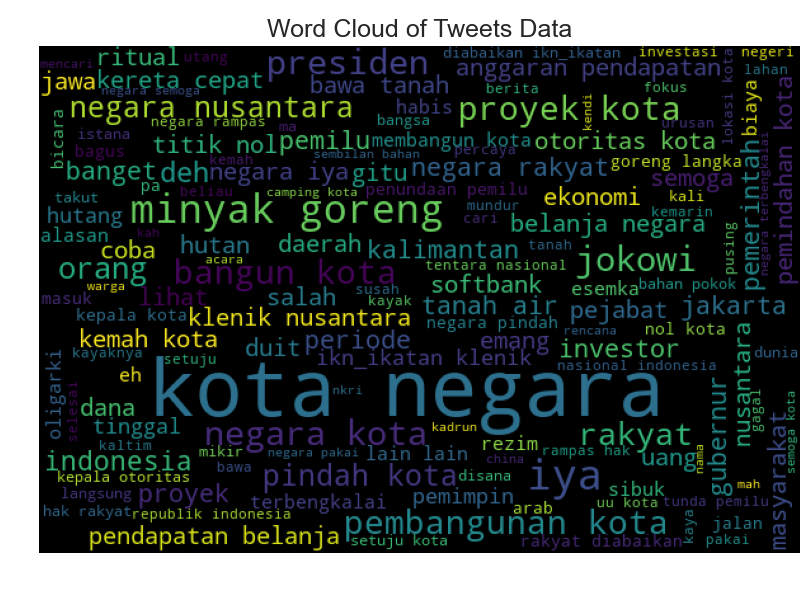 Word Cloud of Tweets Data
ritual utang presiden diabaikan ikn_ikatan investasi negeri
mencari jawa kereta cepat bawa tanah anggaran pendapatan lahan
negara semoga habis berita fokus
negara nusantara proyek kota kendi urusan lokasi kota biaya pemindahan kota
negara rampas ma bangsa
bicara istana titik nol pemilu membangun kota otoritas kota
bagus kemah sembilan bahan percaya
banget deh negara iya gitu negara rakyat goreng langka pemerintah negara terbengkalai
pa beliau camping kota penundaan pemilu semoga
takut minyak goreng mundur ekonomi kali
hutang cari belanja negara kemarin
alasan kah coba hutan daerah kalimantan tanah pusing
acara jokowi
orang bangun kota tentara nasional
warga softbank esemka bahan pokok
masuk lihat salah susah kayak tanah air pejabat jakarta
kepala kota klenik nusantara negara pindah
kemah kota periode emang rencana nol kota
kayaknya setuju duit ikn_ikatan klenik investor dunia
oligarki eh nasional indonesia nusantara
selesai kota negara nkri gubernur gagal
dana semoga kota
tinggal negara kota kadrun rakyat masyarakat
kaltim mikir negara pakai lain lain rezim rampas hak nama
indonesia bawa china uang
kepala otoritas pindah kota disana iya mah
langsung proyek terbengkalai pemimpin sibuk
hak rakyat republik indonesia arab uu kota tunda pemilu
pembangunan kota kaya jalan
pendapatan belanja setuju kota rakyat diabaikan pakai